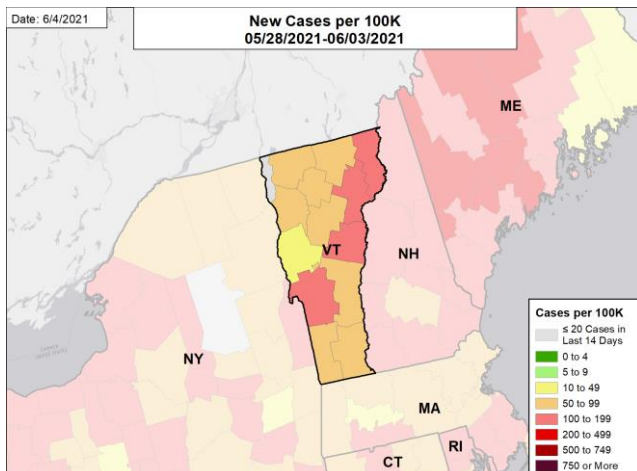 Date: 6/4/2021
New Cases per 100K
05/28/2021-06/03/2021
ME
VT
NH
NY
MA
CT
RI
Cases per 100K
≤ 20 Cases in
Last 14 Days
0 to 4
5 to 9
10 to 49
50 to 99
100 to 199
200 to 499
500 to 749
750 or More